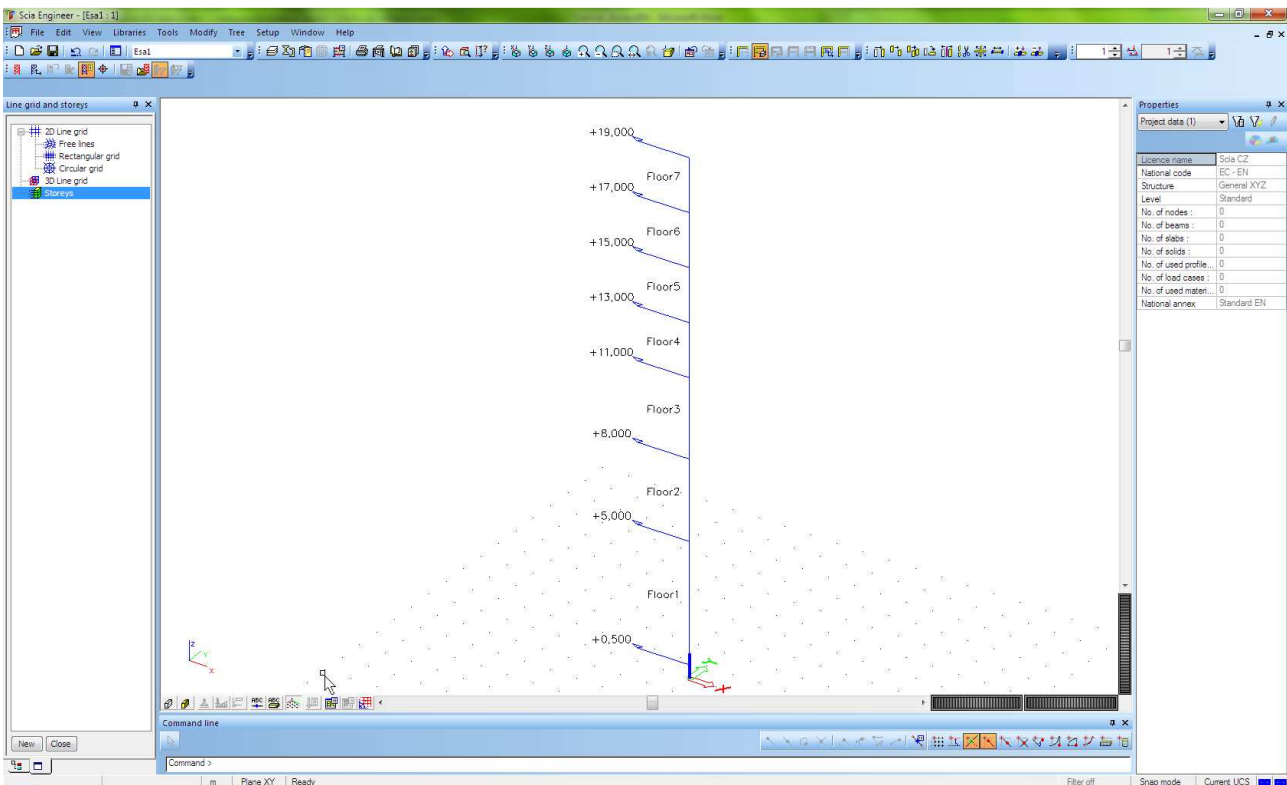 Scia Engineer - [Esa1 : 1]
File Edit View Libraries Tools Modify Tree Setup Window Help
Esa1
1
1
Line grid and storeys
2D Line grid
Free lines
Rectangular grid
Circular grid
3D Line grid
Storeys
New Close
+19,000
Floor7
+17,000
Floor6
+15,000
Floor5
+13,000
Floor4
+11,000
Floor3
+8,000
Floor2
+5,000
Floor1
+0,500
z
Y
x
Y
X
Properties
Project data (1)
Licence name Scia CZ
National code EC - EN
Structure General XYZ
Level Standard
No. of nodes : 0
No. of beams : 0
No. of slabs : 0
No. of solids : 0
No. of used profile... 0
No. of load cases : 0
No. of used materi... 0
National annex Standard EN
Command line
Command >
m Plane XY Ready Filter off Snap mode Current UCS